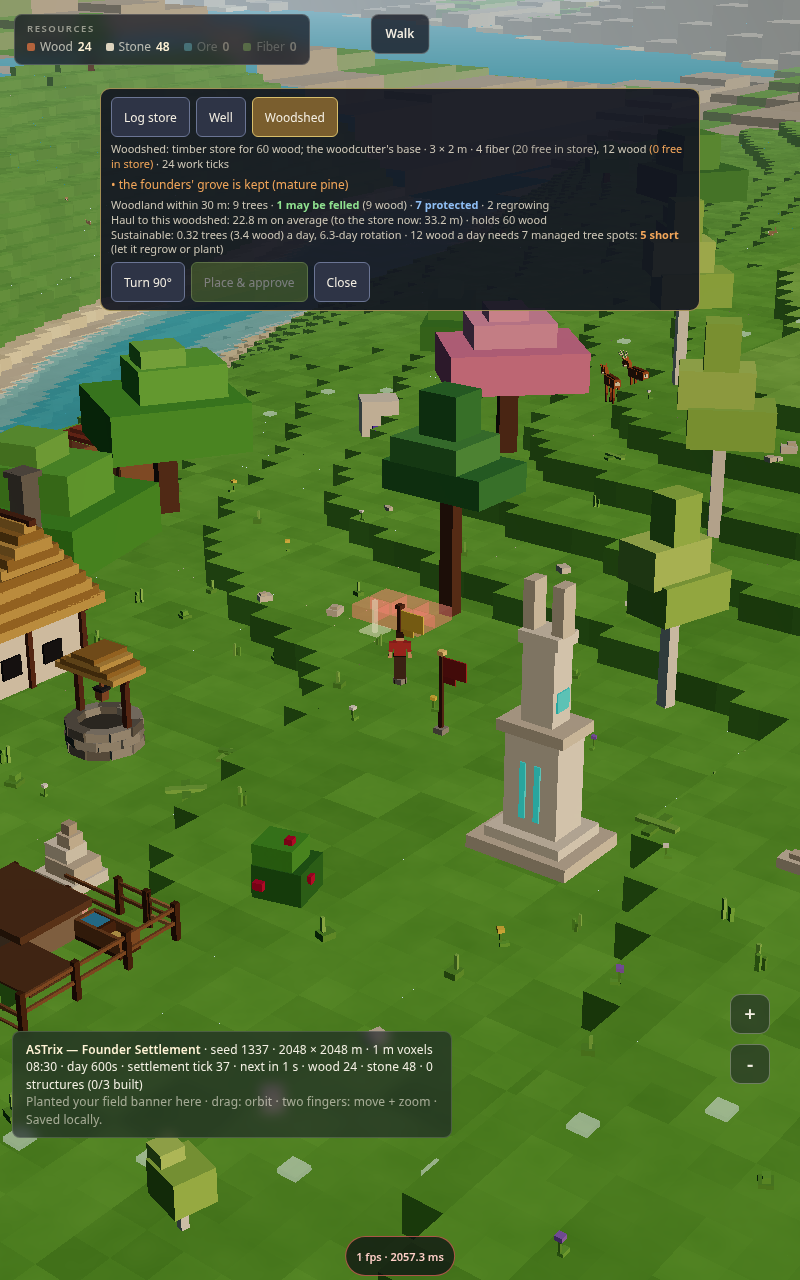 RESOURCES
Wood 24 Stone 48 Ore 0 Fiber 0
Walk
Log store Well Woodshed
Woodshed: timber store for 60 wood; the woodcutter's base · 3 × 2 m · 4 fiber (20 free in store), 12 wood (0 free
in store) · 24 work ticks
• the founders' grove is kept (mature pine)
Woodland within 30 m: 9 trees · 1 may be felled (9 wood) · 7 protected · 2 regrowing
Haul to this woodshed: 22.8 m on average (to the store now: 33.2 m) · holds 60 wood
Sustainable: 0.32 trees (3.4 wood) a day, 6.3-day rotation · 12 wood a day needs 7 managed tree spots: 5 short
(let it regrow or plant)
Turn 90° Place & approve Close
+
-
ASTrix — Founder Settlement · seed 1337 · 2048 × 2048 m · 1 m voxels
08:30 · day 600s · settlement tick 37 · next in 1 s · wood 24 · stone 48 · 0
structures (0/3 built)
Planted your field banner here · drag: orbit · two fingers: move + zoom ·
Saved locally.
1 fps · 2057.3 ms